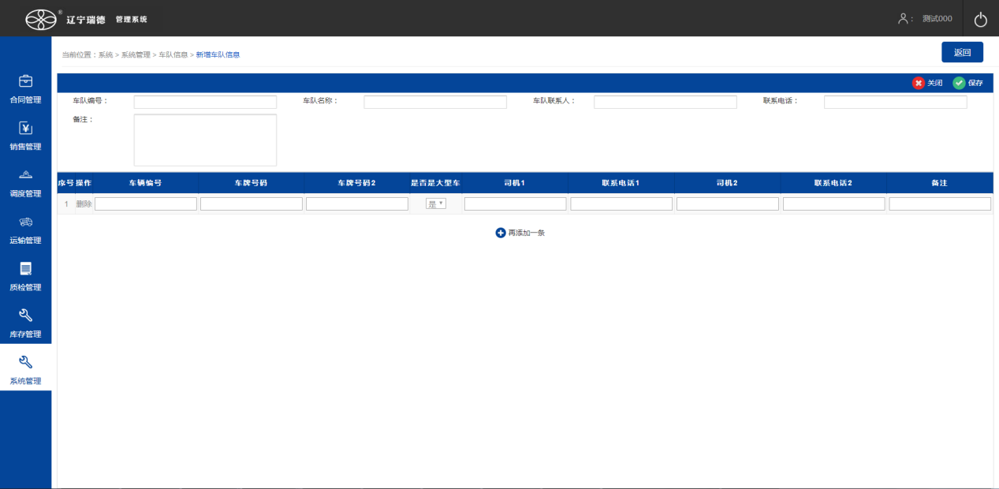 ® 辽宁瑞德 管理系统 : 测试000
当前位置：系统 > 系统管理 > 车队信息 > 新增车队信息 返回
关闭 保存
合同管理
销售管理
调度管理
运输管理
质检管理
库存管理
系统管理
车队编号： 车队名称： 车队联系人： 联系电话：
备注：
序号 操作 车辆编号 车牌号码 车牌号码2 是否是大型车 司机1 联系电话1 司机2 联系电话2 备注
1 删除 是
再添加一条